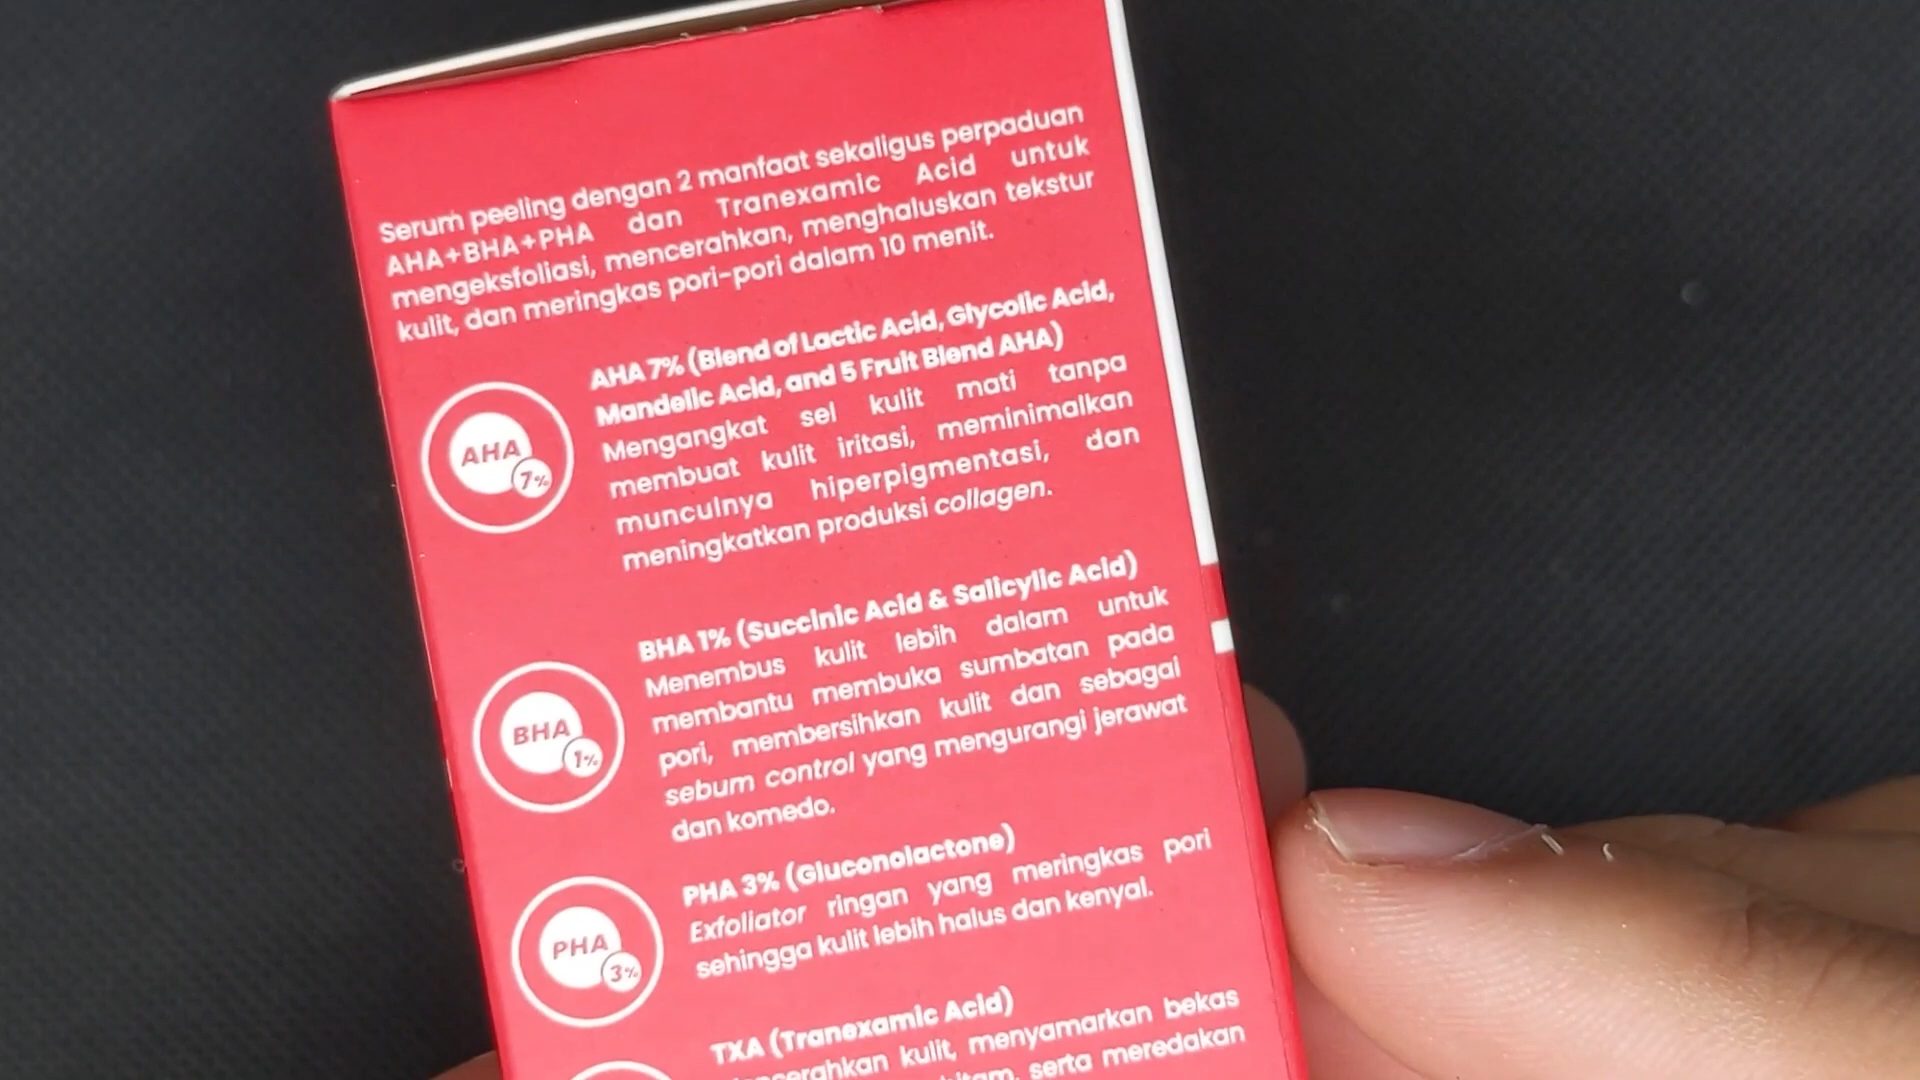 Serum peeling dengan 2 manfaat sekaligus perpaduan
AHA+BHA+PHA dan Tranexamic Acid untuk
mengeksfoliasi, mencerahkan, menghaluskan tekstur
kulit, dan meringkas pori-pori dalam 10 menit.
AHA 7%
AHA 7% (Blend of Lactic Acid, Glycolic Acid,
Mandelic Acid, and 5 Fruit Blend AHA)
Mengangkat sel kulit mati tanpa
membuat kulit iritasi, meminimalkan
munculnya hiperpigmentasi, dan
meningkatkan produksi collagen.
BHA 1%
BHA 1% (Succinic Acid & Salicylic Acid)
Menembus kulit lebih dalam untuk
membantu membuka sumbatan pada
pori, membersihkan kulit dan sebagai
sebum control yang mengurangi jerawat
dan komedo.
PHA 3%
PHA 3% (Gluconolactone)
Exfoliator ringan yang meringkas pori
sehingga kulit lebih halus dan kenyal.
TXA (Tranexamic Acid)
kulit, menyamarkan bekas
serta meredakan